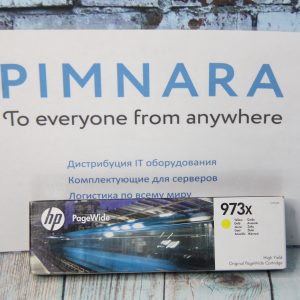 PIMNARA
To everyone from anywhere
Дистрибуция IT оборудования
Комплектующие для серверов
Логистика по всему миру
hp PageWide
973x
High Yield
Original PageWide Cartridge